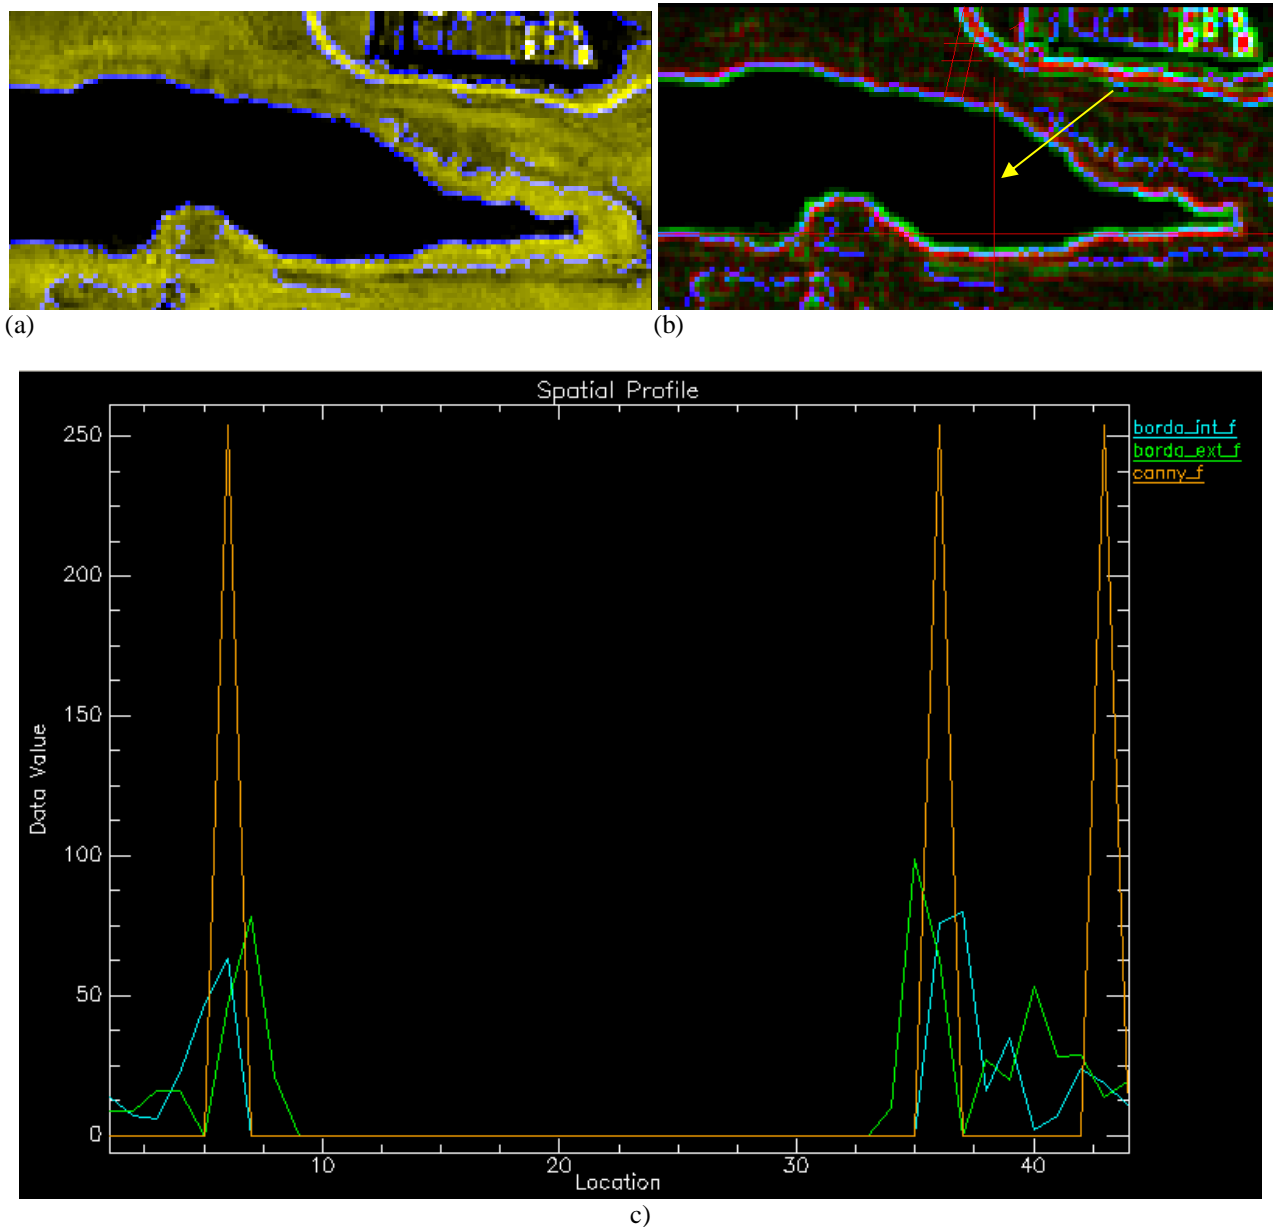 (a)
(b)
Spatial Profile
borda_int_f
borda_ext_f
canny_f
250
200
150
100
50
0
Data Value
10
20
30
40
Location
c)